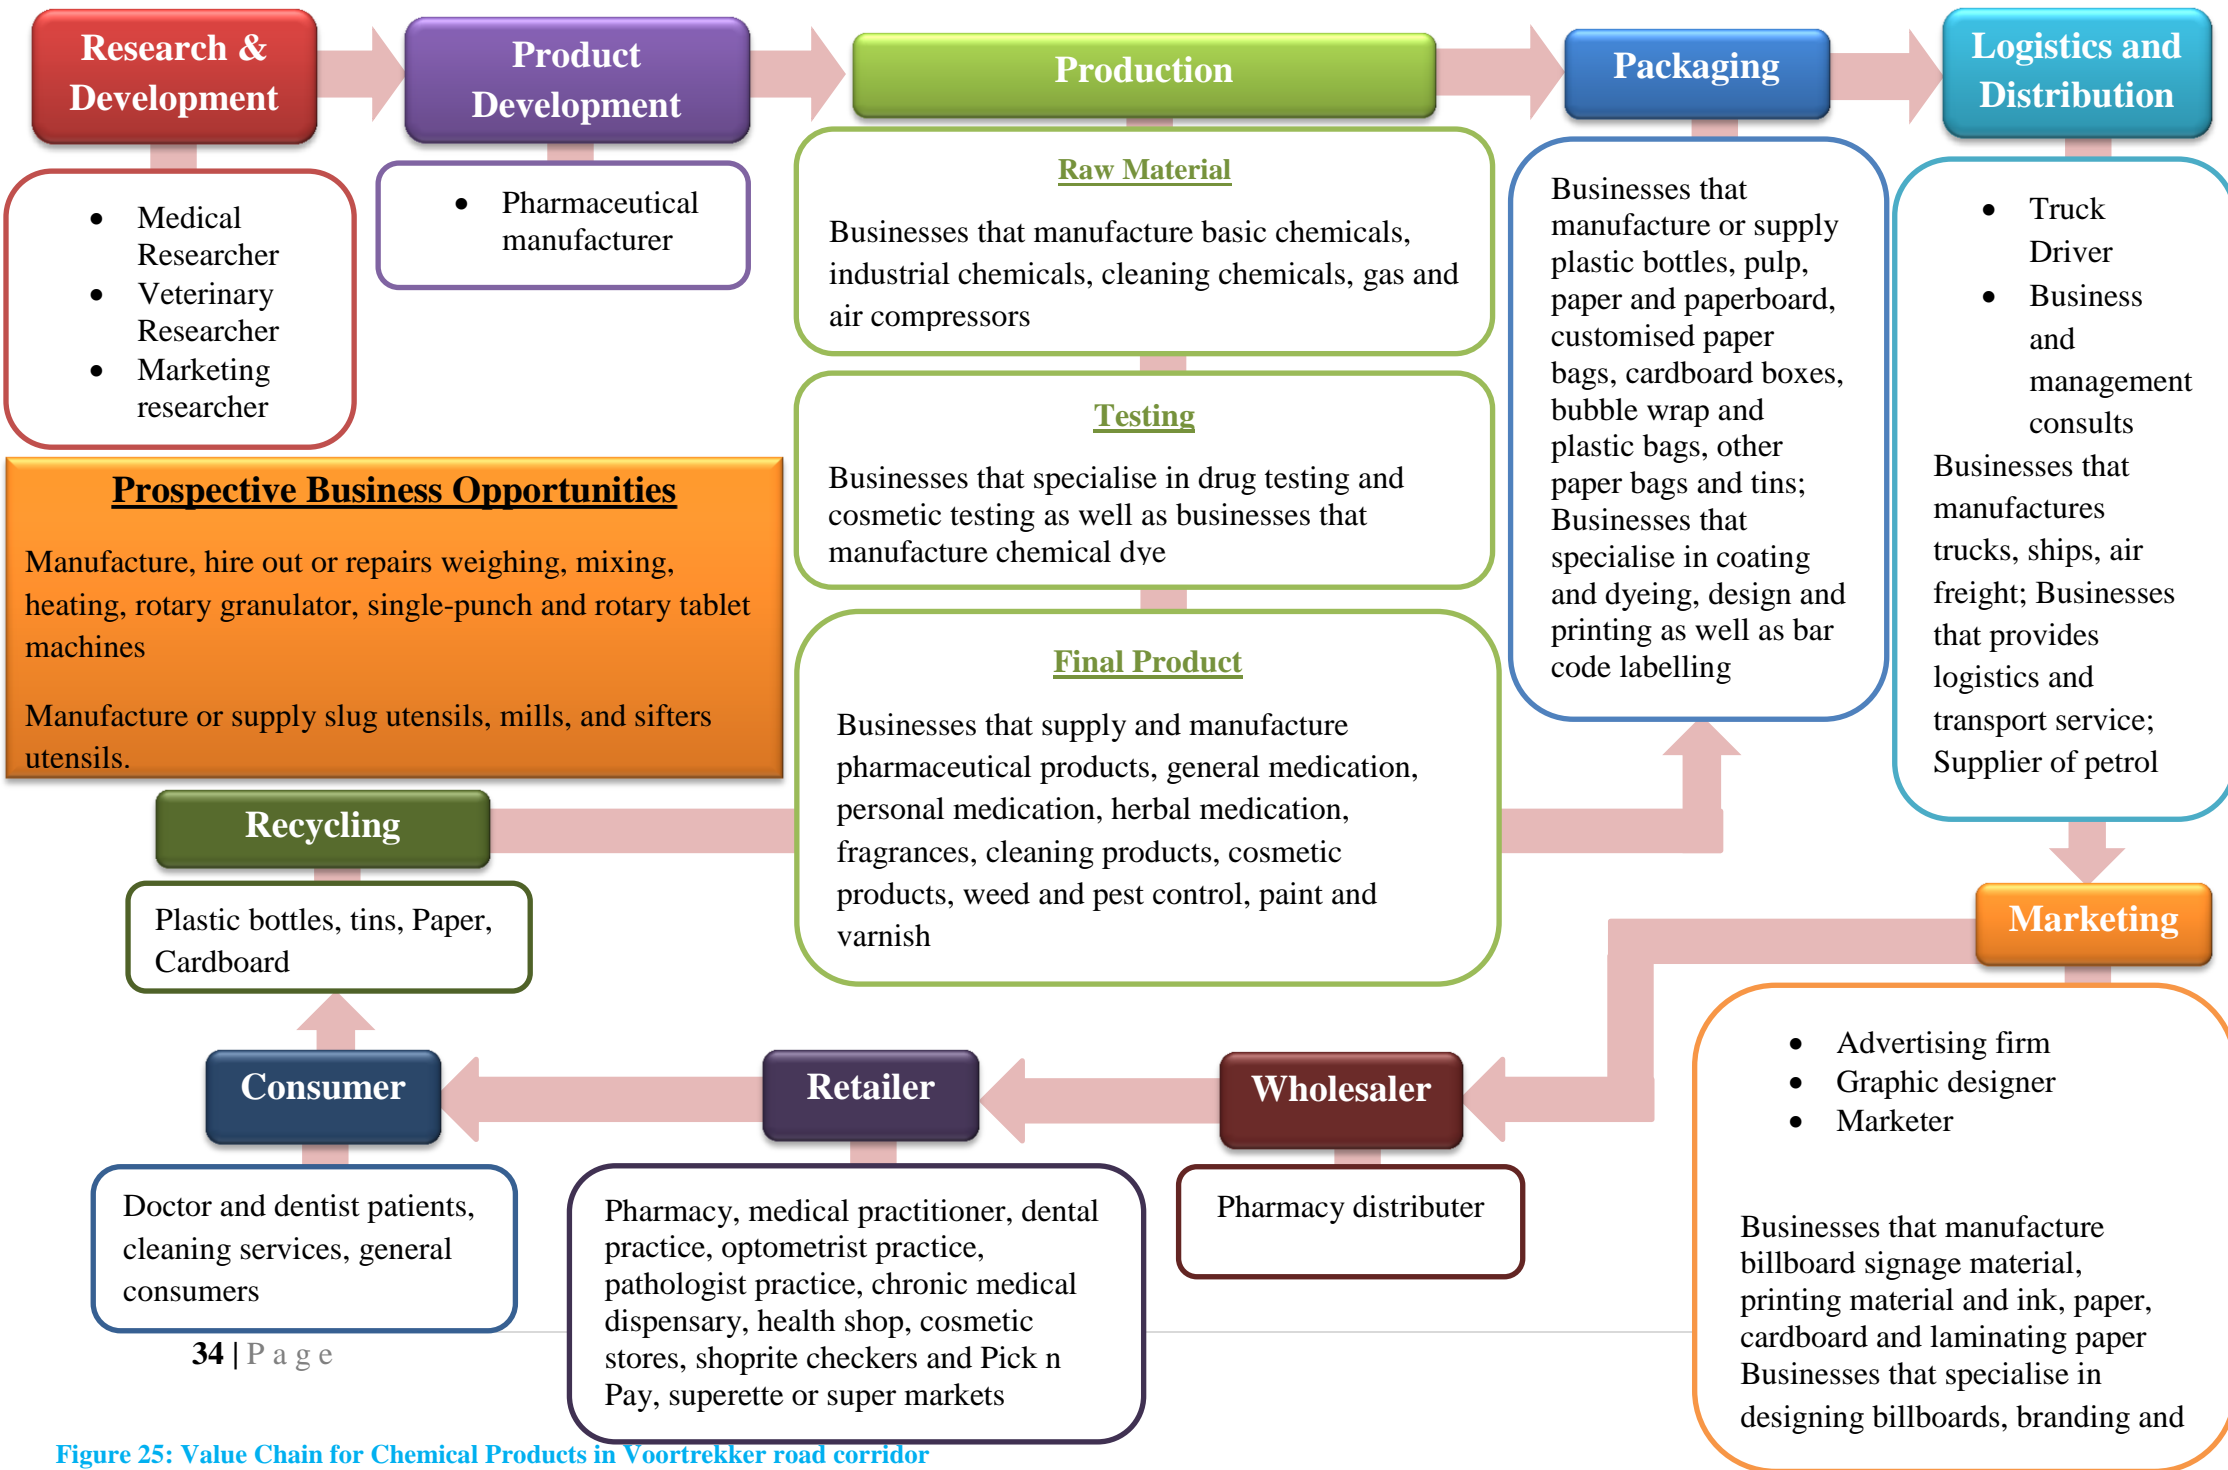 Research &
Development
Product
Development
Production
Packaging
Logistics and
Distribution
• Medical
Researcher
• Veterinary
Researcher
• Marketing
researcher
• Pharmaceutical
manufacturer
Raw Material
Businesses that manufacture basic chemicals,
industrial chemicals, cleaning chemicals, gas and
air compressors
Testing
Businesses that specialise in drug testing and
cosmetic testing as well as businesses that
manufacture chemical dye
Final Product
Businesses that supply and manufacture
pharmaceutical products, general medication,
personal medication, herbal medication,
fragrances, cleaning products, cosmetic
products, weed and pest control, paint and
varnish
Businesses that
manufacture or supply
plastic bottles, pulp,
paper and paperboard,
customised paper
bags, cardboard boxes,
bubble wrap and
plastic bags, other
paper bags and tins;
Businesses that
specialise in coating
and dyeing, design and
printing as well as bar
code labelling
• Truck
Driver
• Business
and
management
consults
Businesses that
manufactures
trucks, ships, air
freight; Businesses
that provides
logistics and
transport service;
Supplier of petrol
Prospective Business Opportunities
Manufacture, hire out or repairs weighing, mixing,
heating, rotary granulator, single-punch and rotary tablet
machines
Manufacture or supply slug utensils, mills, and sifters
utensils.
Recycling
Plastic bottles, tins, Paper,
Cardboard
Marketing
• Advertising firm
• Graphic designer
• Marketer
Businesses that manufacture
billboard signage material,
printing material and ink, paper,
cardboard and laminating paper
Businesses that specialise in
designing billboards, branding and
Consumer
Retailer
Wholesaler
Doctor and dentist patients,
cleaning services, general
consumers
Pharmacy, medical practitioner, dental
practice, optometrist practice,
pathologist practice, chronic medical
dispensary, health shop, cosmetic
stores, shoprite checkers and Pick n
Pay, superette or super markets
Pharmacy distributer
34 | Page
Figure 25: Value Chain for Chemical Products in Voortrekker road corridor